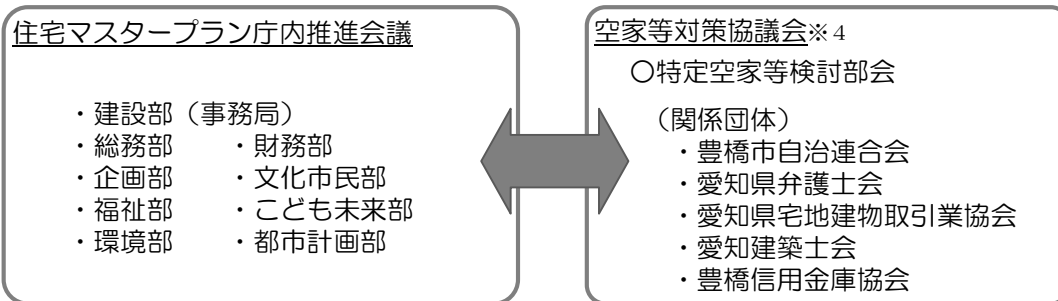 住宅マスタープラン庁内推進会議
・建設部（事務局）
・総務部 ・財務部
・企画部 ・文化市民部
・福祉部 ・こども未来部
・環境部 ・都市計画部
空家等対策協議会※4
〇特定空家等検討部会
（関係団体）
・豊橋市自治連合会
・愛知県弁護士会
・愛知県宅地建物取引業協会
・愛知建築士会
・豊橋信用金庫協会